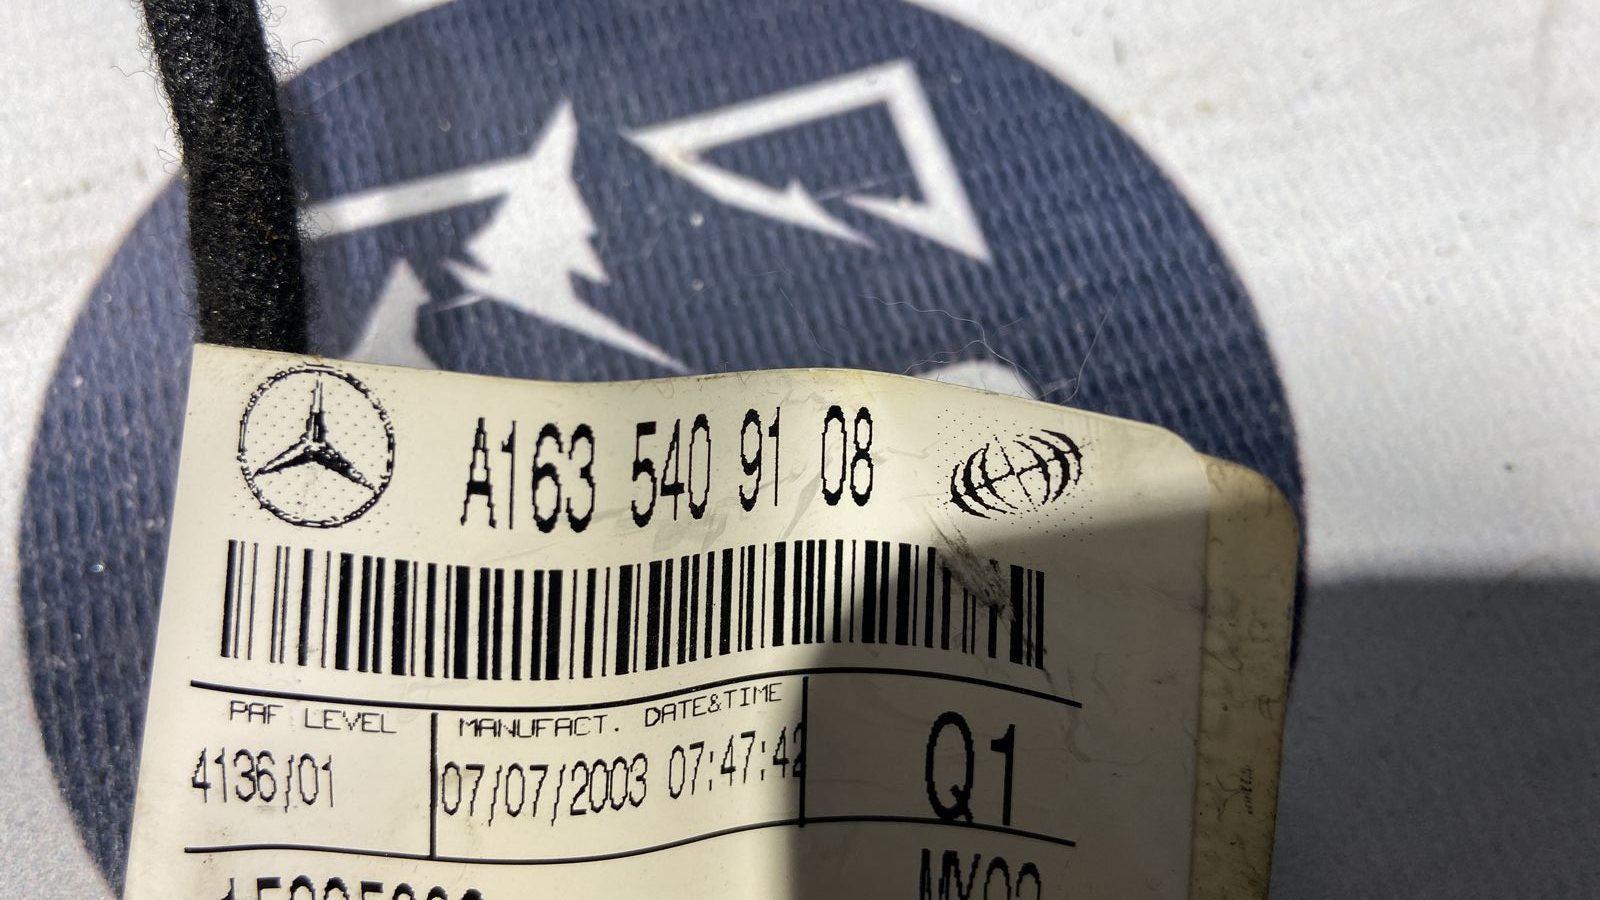 A163 540 91 08
PAF LEVEL
MANUFACT. DATE&TIME
4136/01
07/07/2003 07:47:42
Q1